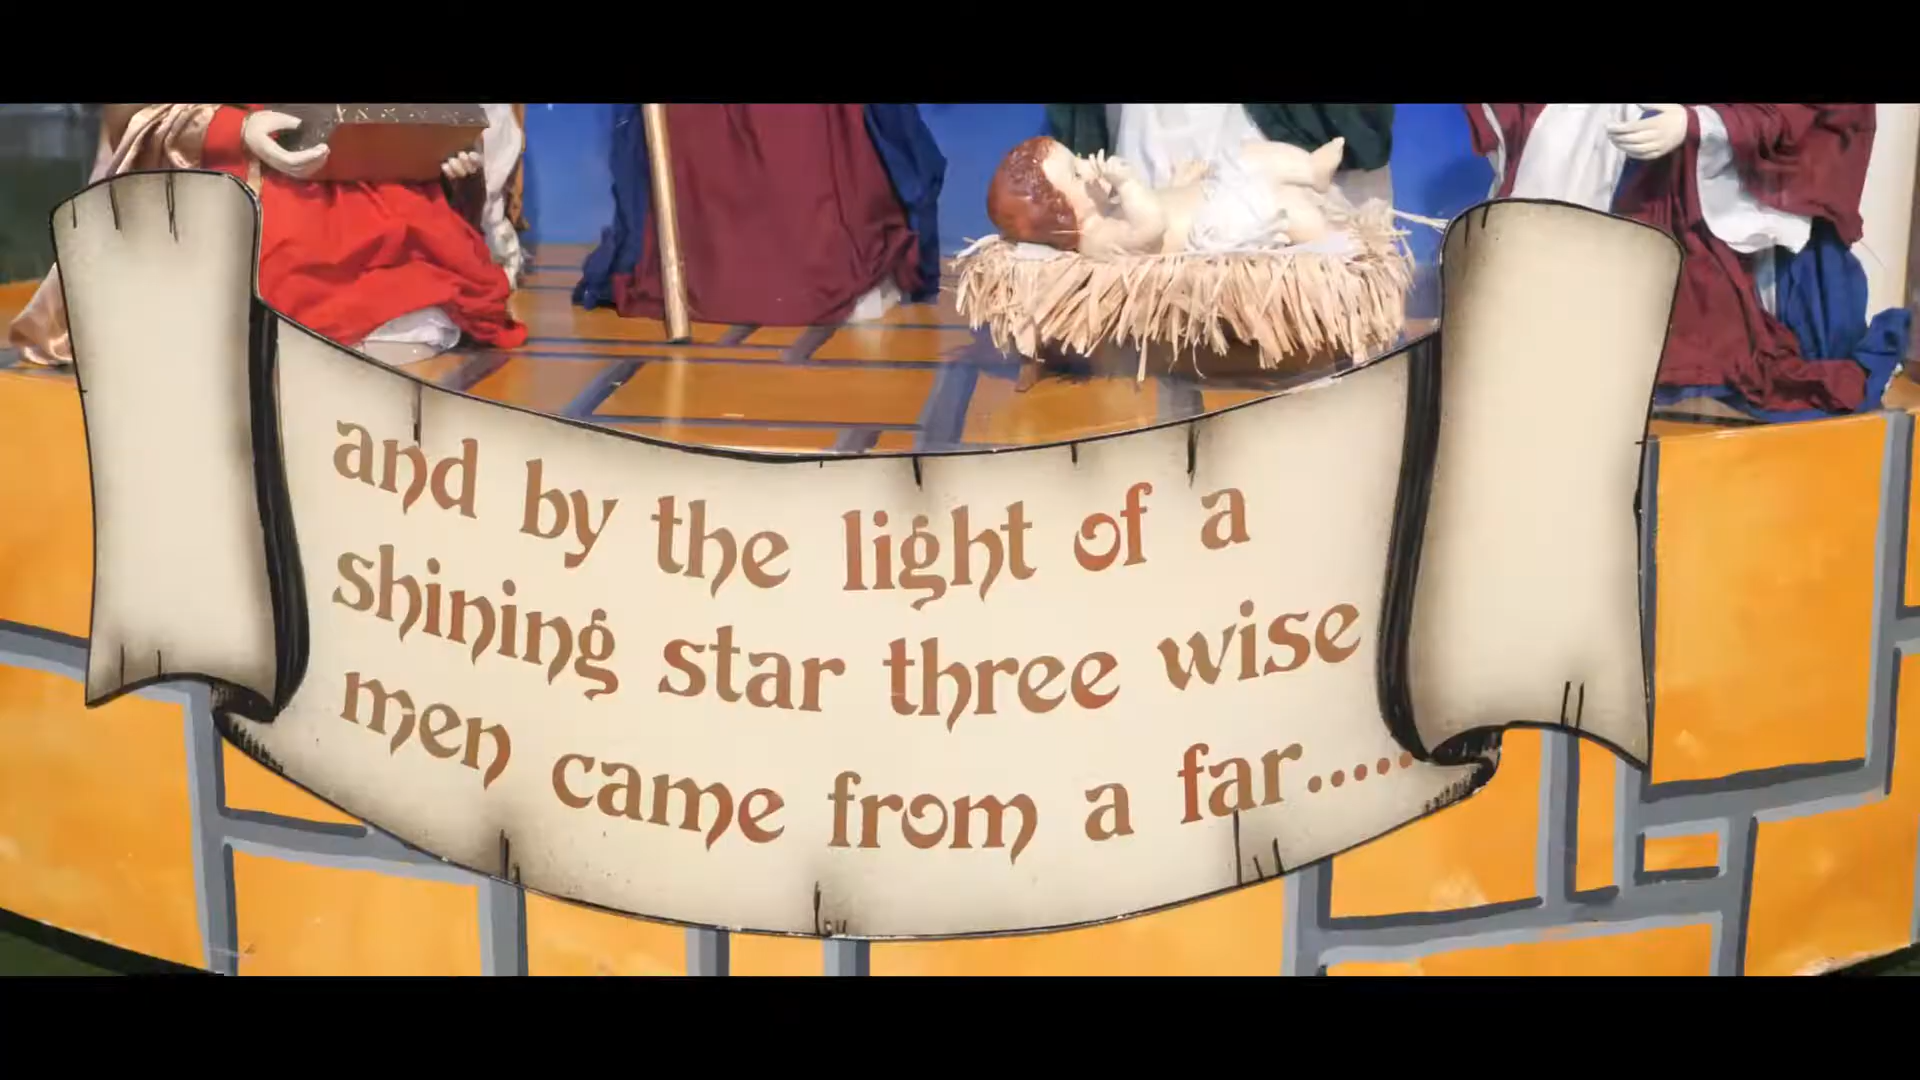 and by the light of a
shining star three wise
men came from a far.....